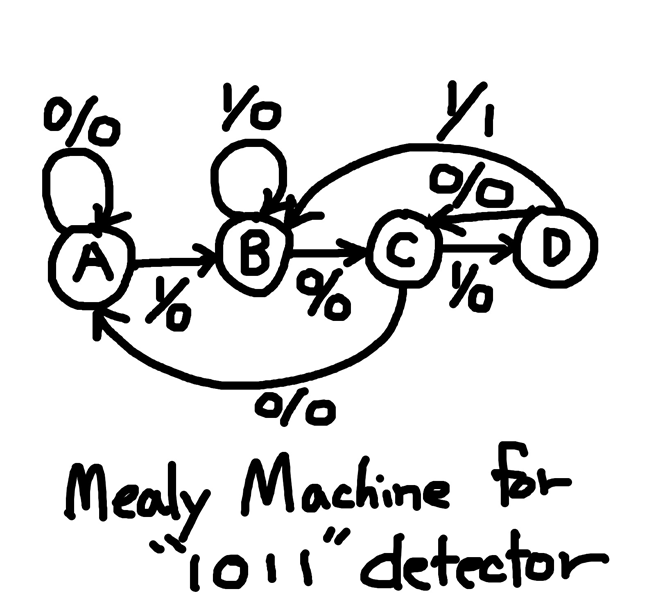 0/0 1/0 1/1
0/0
A B C D
1/0 0/0 1/0
0/0
Mealy Machine for
"1011" detector